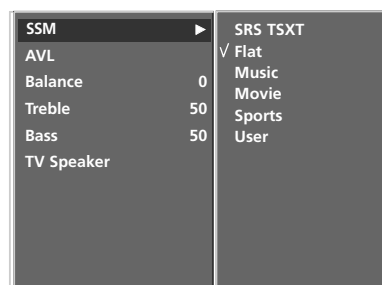 SSM ▶
AVL
Balance 0
Treble 50
Bass 50
TV Speaker
SRS TSXT
√ Flat
Music
Movie
Sports
User